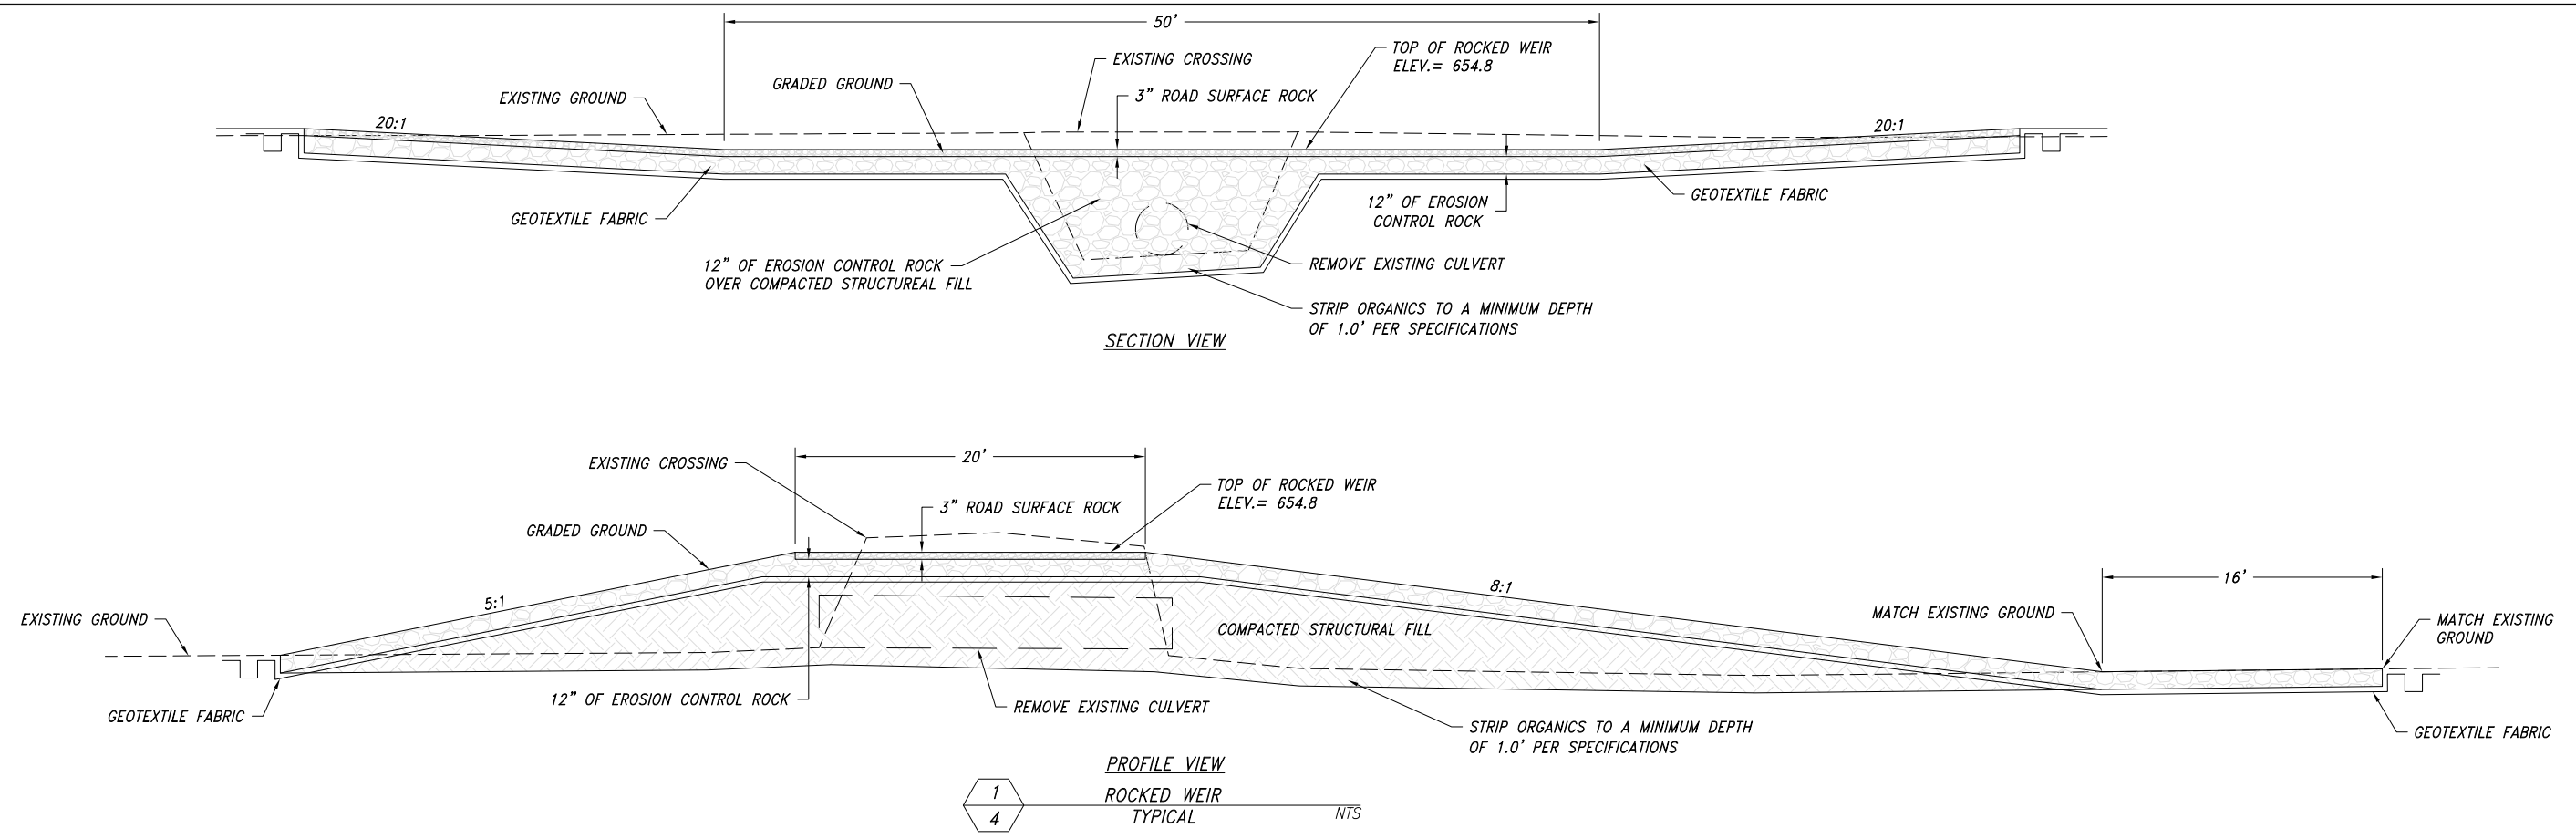 50'
EXISTING CROSSING
TOP OF ROCKED WEIR
ELEV.= 654.8
GRADED GROUND
3" ROAD SURFACE ROCK
EXISTING GROUND
20:1
20:1
GEOTEXTILE FABRIC
12" OF EROSION
CONTROL ROCK
GEOTEXTILE FABRIC
12" OF EROSION CONTROL ROCK
OVER COMPACTED STRUCTUREAL FILL
REMOVE EXISTING CULVERT
STRIP ORGANICS TO A MINIMUM DEPTH
OF 1.0' PER SPECIFICATIONS
SECTION VIEW
20'
EXISTING CROSSING
TOP OF ROCKED WEIR
ELEV.= 654.8
3" ROAD SURFACE ROCK
GRADED GROUND
5:1
8:1
16'
EXISTING GROUND
MATCH EXISTING GROUND
MATCH EXISTING
GROUND
COMPACTED STRUCTURAL FILL
12" OF EROSION CONTROL ROCK
REMOVE EXISTING CULVERT
GEOTEXTILE FABRIC
STRIP ORGANICS TO A MINIMUM DEPTH
OF 1.0' PER SPECIFICATIONS
GEOTEXTILE FABRIC
PROFILE VIEW
1
4
ROCKED WEIR
TYPICAL
NTS